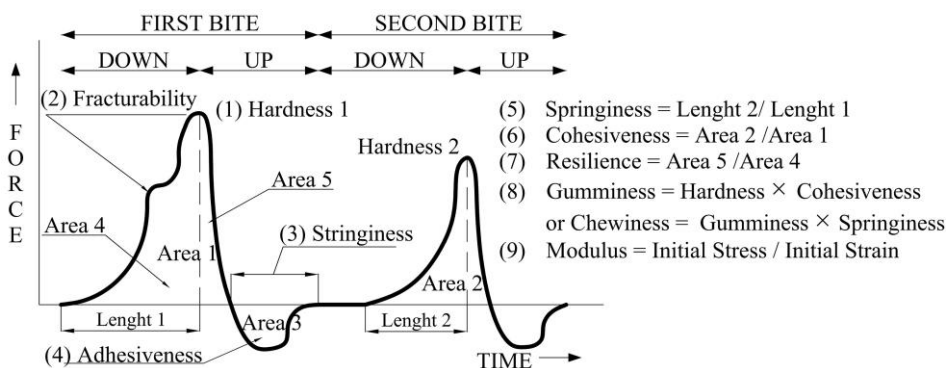 FIRST BITE
SECOND BITE
DOWN
UP
DOWN
UP
FORCE
(2) Fracturability
(1) Hardness 1
Hardness 2
Area 5
Area 4
Area 1
(3) Stringiness
Area 2
Lenght 1
Area 3
Lenght 2
(4) Adhesiveness
TIME
(5) Springiness = Lenght 2/ Lenght 1
(6) Cohesiveness = Area 2 /Area 1
(7) Resilience = Area 5 /Area 4
(8) Gumminess = Hardness × Cohesiveness
or Chewiness = Gumminess × Springiness
(9) Modulus = Initial Stress / Initial Strain